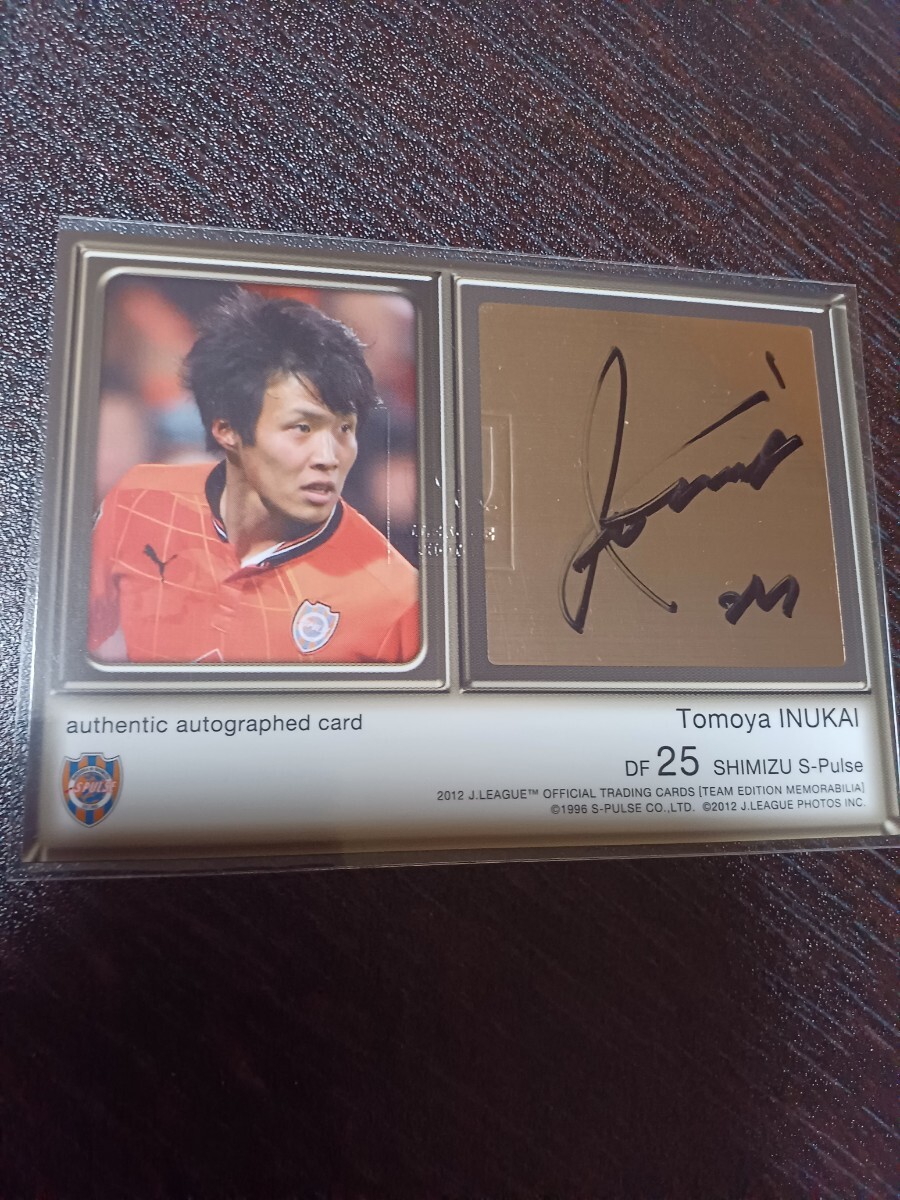 authentic autographed card
S-PULSE
Tomoya INUKAI
DF 25 SHIMIZU S-Pulse
2012 J.LEAGUE™ OFFICIAL TRADING CARDS [TEAM EDITION MEMORABILIA]
©1996 S-PULSE CO.,LTD. ©2012 J.LEAGUE PHOTOS INC.